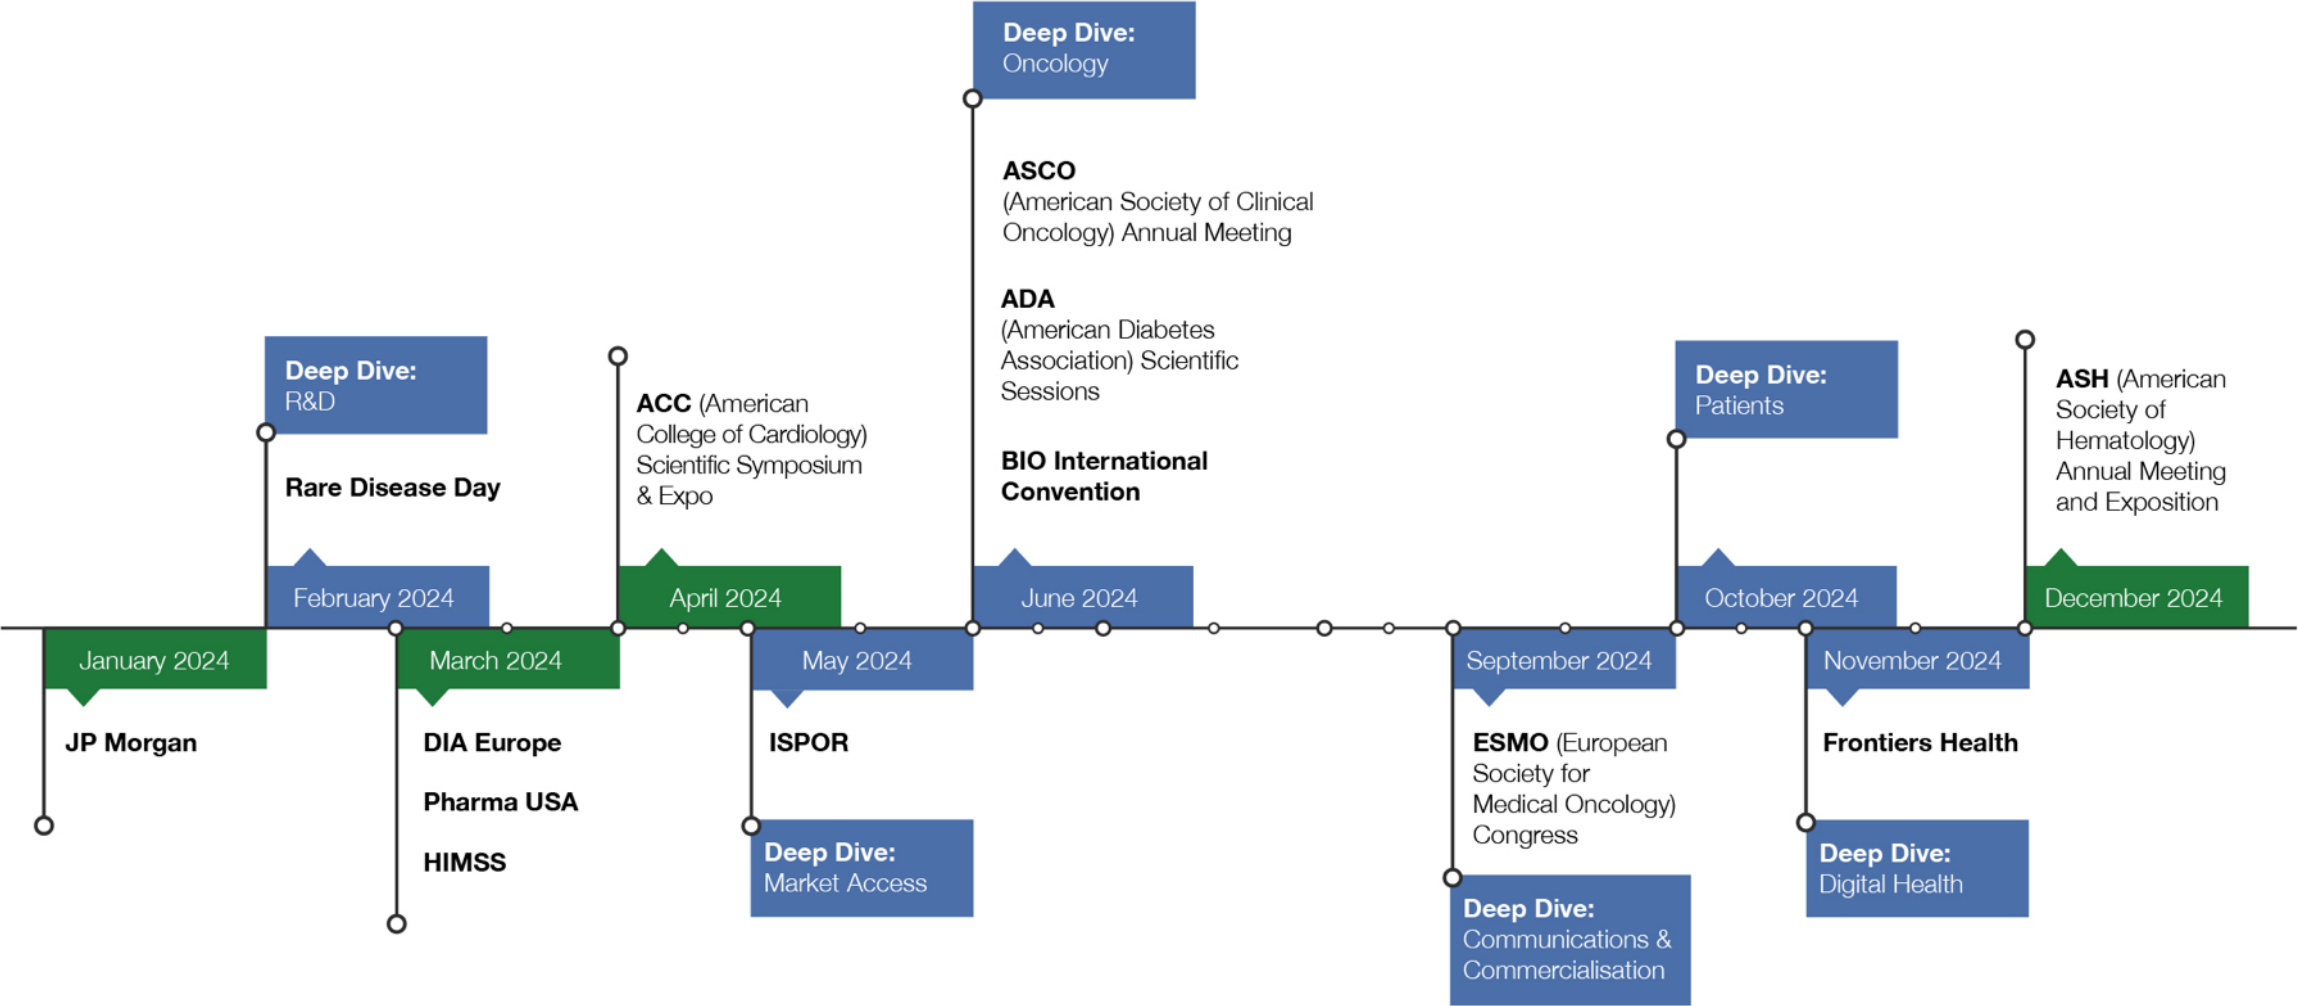 Deep Dive:
Oncology
ASCO
(American Society of Clinical
Oncology) Annual Meeting
ADA
(American Diabetes
Association) Scientific
Sessions
BIO International
Convention
June 2024
Deep Dive:
R&D
Rare Disease Day
February 2024
ACC (American
College of Cardiology)
Scientific Symposium
& Expo
April 2024
Deep Dive:
Patients
October 2024
ASH (American
Society of
Hematology)
Annual Meeting
and Exposition
December 2024
January 2024
JP Morgan
March 2024
DIA Europe
Pharma USA
HIMSS
May 2024
ISPOR
Deep Dive:
Market Access
September 2024
ESMO (European
Society for
Medical Oncology)
Congress
Deep Dive:
Communications &
Commercialisation
November 2024
Frontiers Health
Deep Dive:
Digital Health